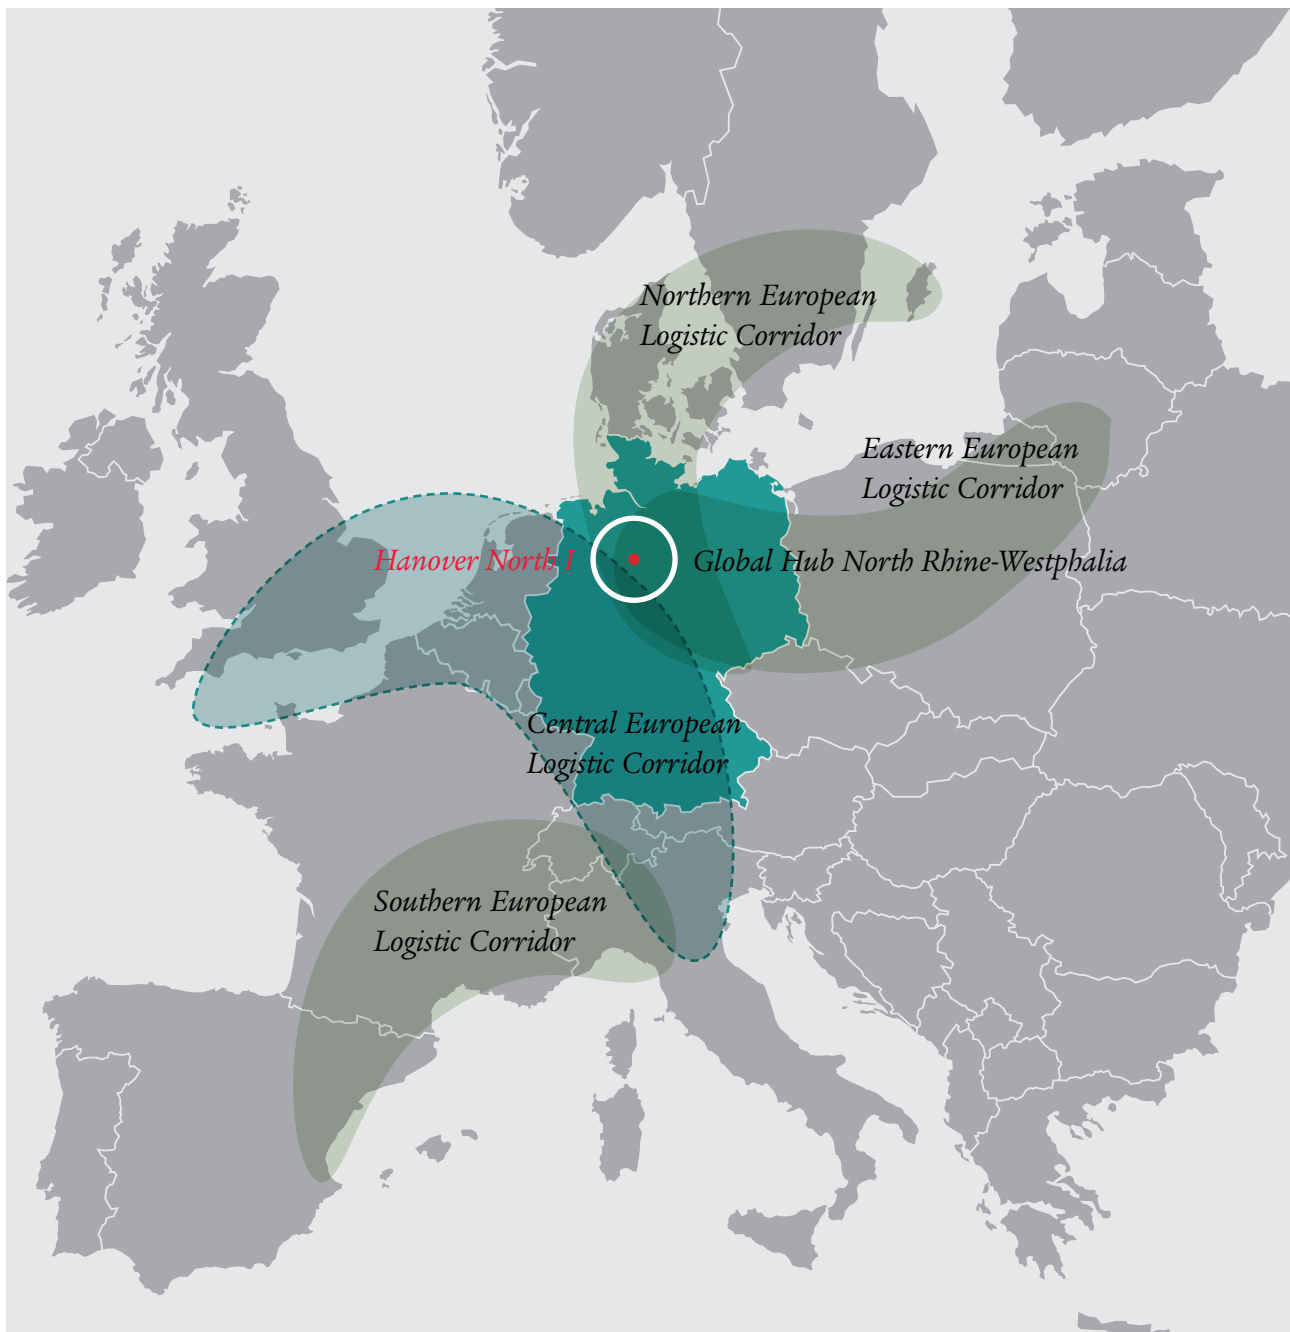 Northern European
Logistic Corridor
Eastern European
Logistic Corridor
Hanover North I
Global Hub North Rhine-Westphalia
Central European
Logistic Corridor
Southern European
Logistic Corridor